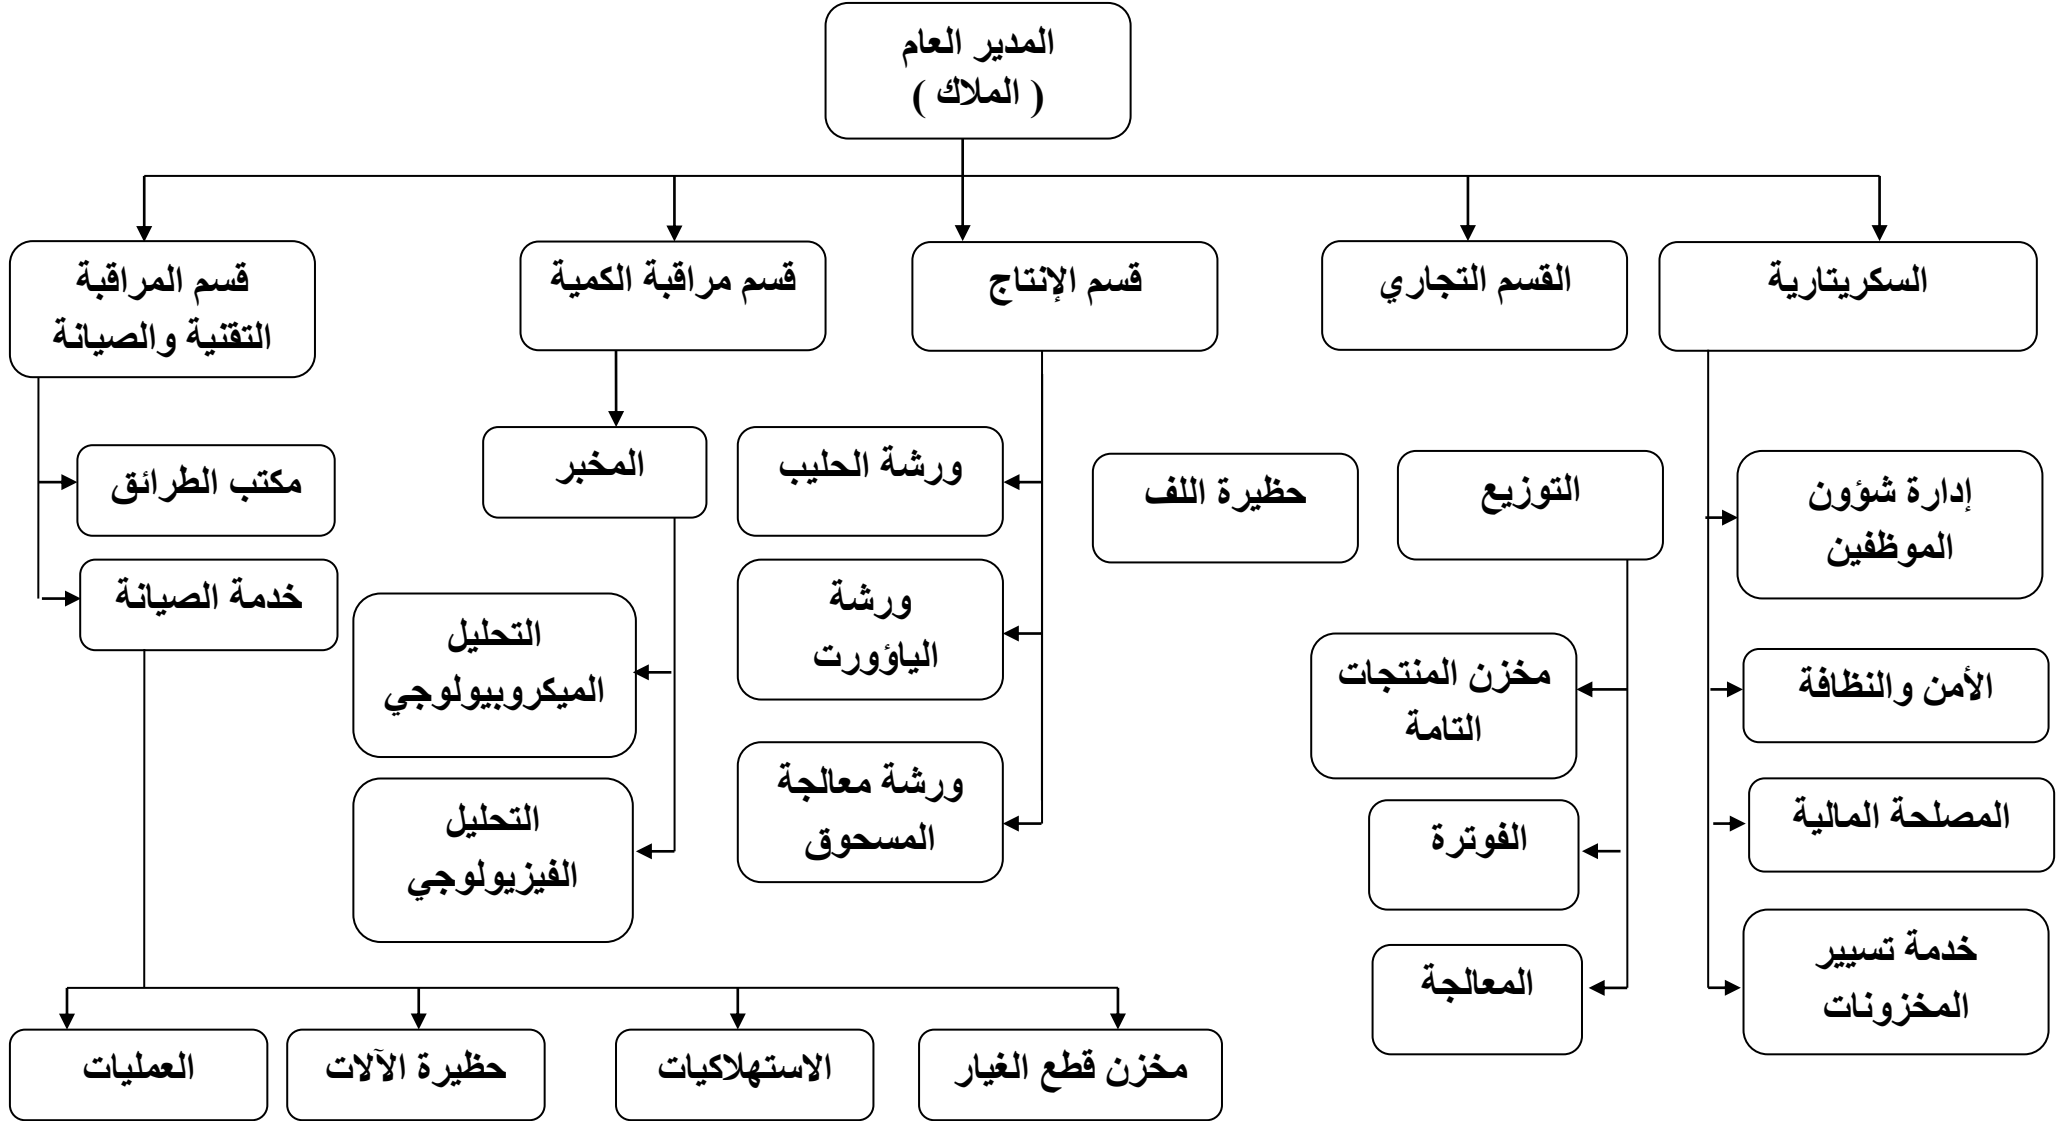 المدير العام
( الملاك )
السكريتارية
القسم التجاري
قسم الإنتاج
قسم مراقبة الكمية
قسم المراقبة
التقنية والصيانة
إدارة شؤون
الموظفين
الأمن والنظافة
المصلحة المالية
خدمة تسيير
المخزونات
التوزيع
حظيرة اللف
مخزن المنتجات
التامة
الفوترة
المعالجة
ورشة الحليب
ورشة
الياؤورت
ورشة معالجة
المسحوق
المخبر
التحليل
الميكروبيولوجي
التحليل
الفيزيولوجي
مكتب الطرائق
خدمة الصيانة
مخزن قطع الغيار
الاستهلاكيات
حظيرة الآلات
العمليات